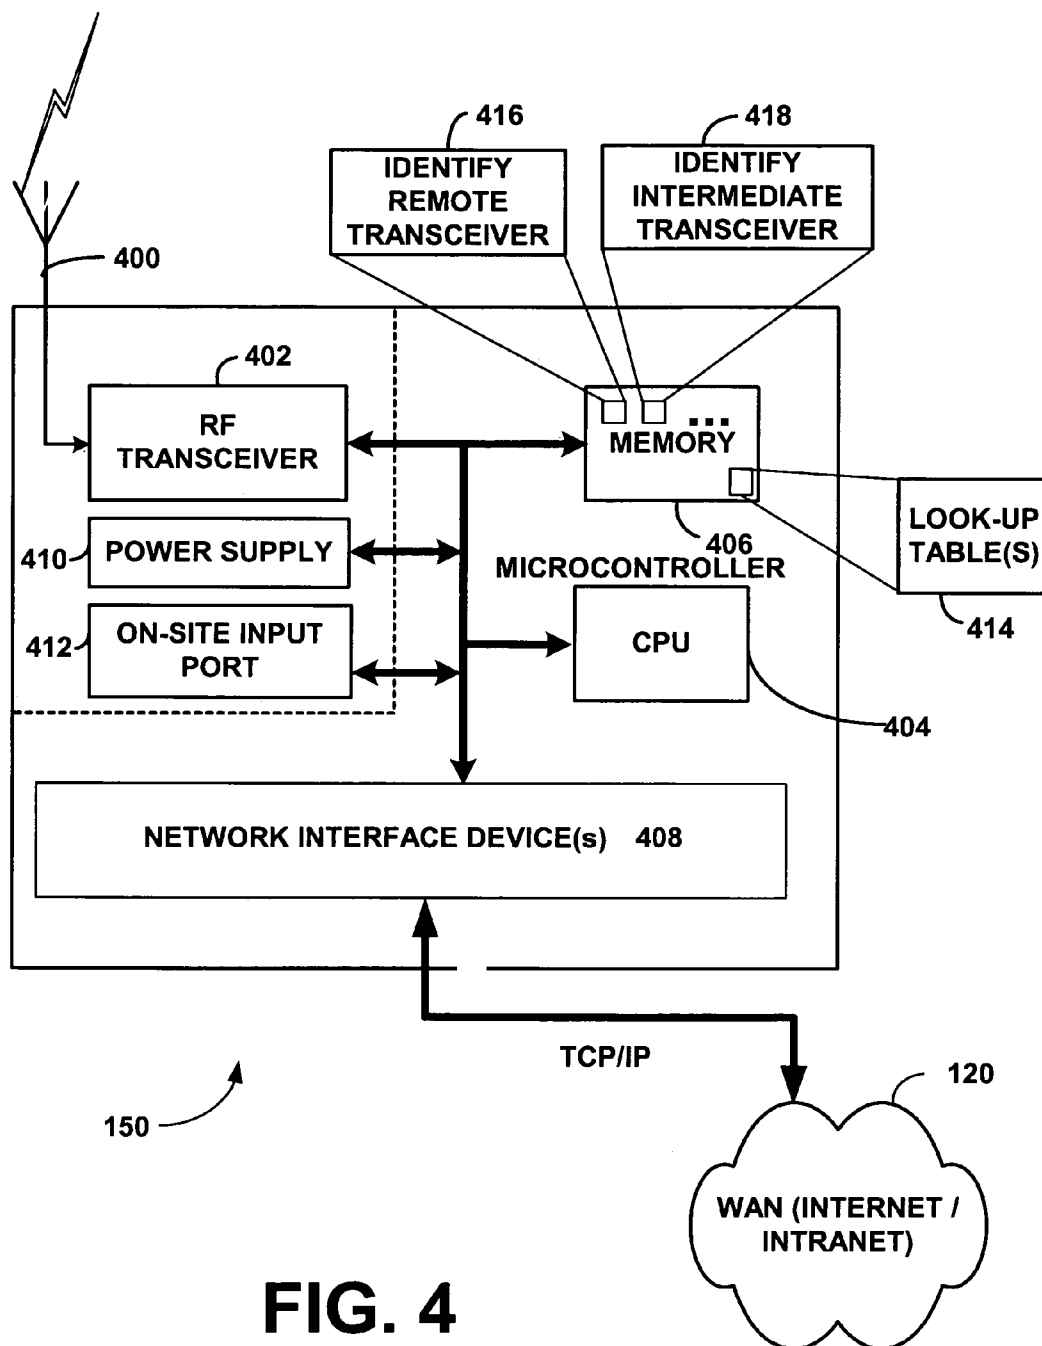 416
418
IDENTIFY
REMOTE
TRANSCEIVER
IDENTIFY
INTERMEDIATE
TRANSCEIVER
400
402
RF
TRANSCEIVER
MEMORY
...
410
POWER SUPPLY
406
MICROCONTROLLER
LOOK-UP
TABLE(S)
414
412
ON-SITE INPUT
PORT
CPU
404
NETWORK INTERFACE DEVICE(s) 408
TCP/IP
150
120
WAN (INTERNET /
INTRANET)
FIG. 4